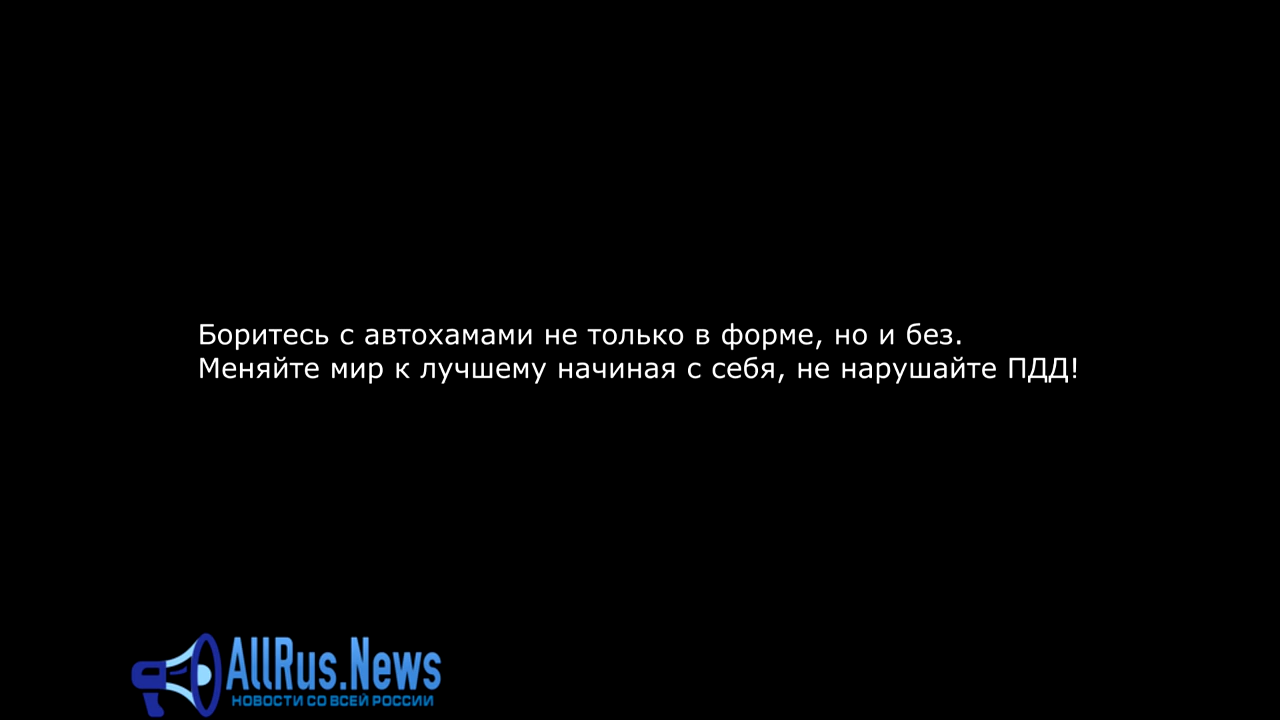 Боритесь с автохамами не только в форме, но и без.
Меняйте мир к лучшему начиная с себя, не нарушайте ПДД!
AllRus.News
НОВОСТИ СО ВСЕЙ РОССИИ